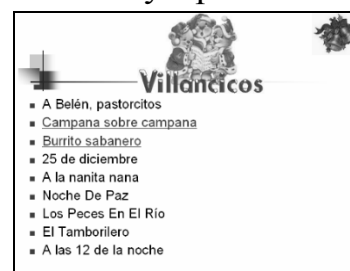 Villancicos
A Belén, pastorcitos
Campana sobre campana
Burrito sabanero
25 de diciembre
A la nanita nana
Noche De Paz
Los Peces En El Río
El Tamborilero
A las 12 de la noche